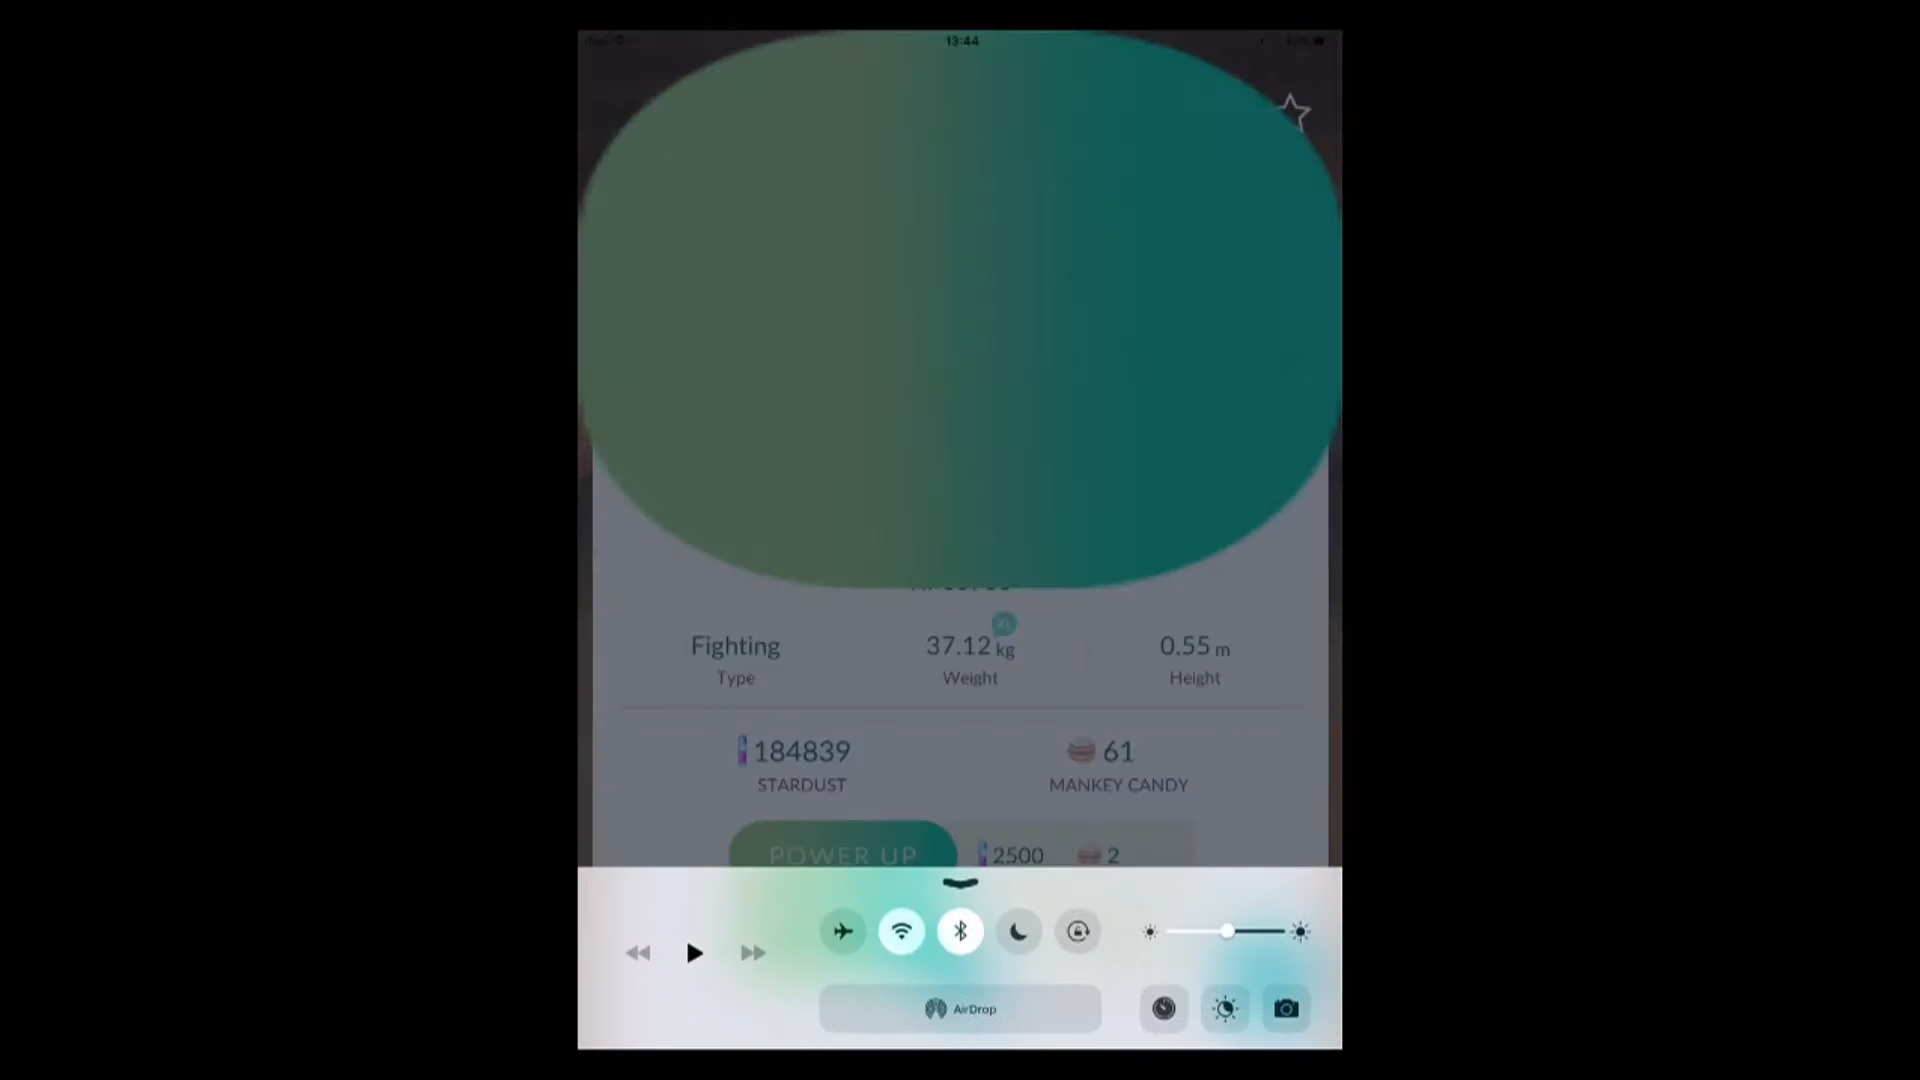 13:44
Fighting
Type
37.12 kg
Weight
0.55 m
Height
184839
STARDUST
61
MANKEY CANDY
POWER UP
2500
2
AirDrop